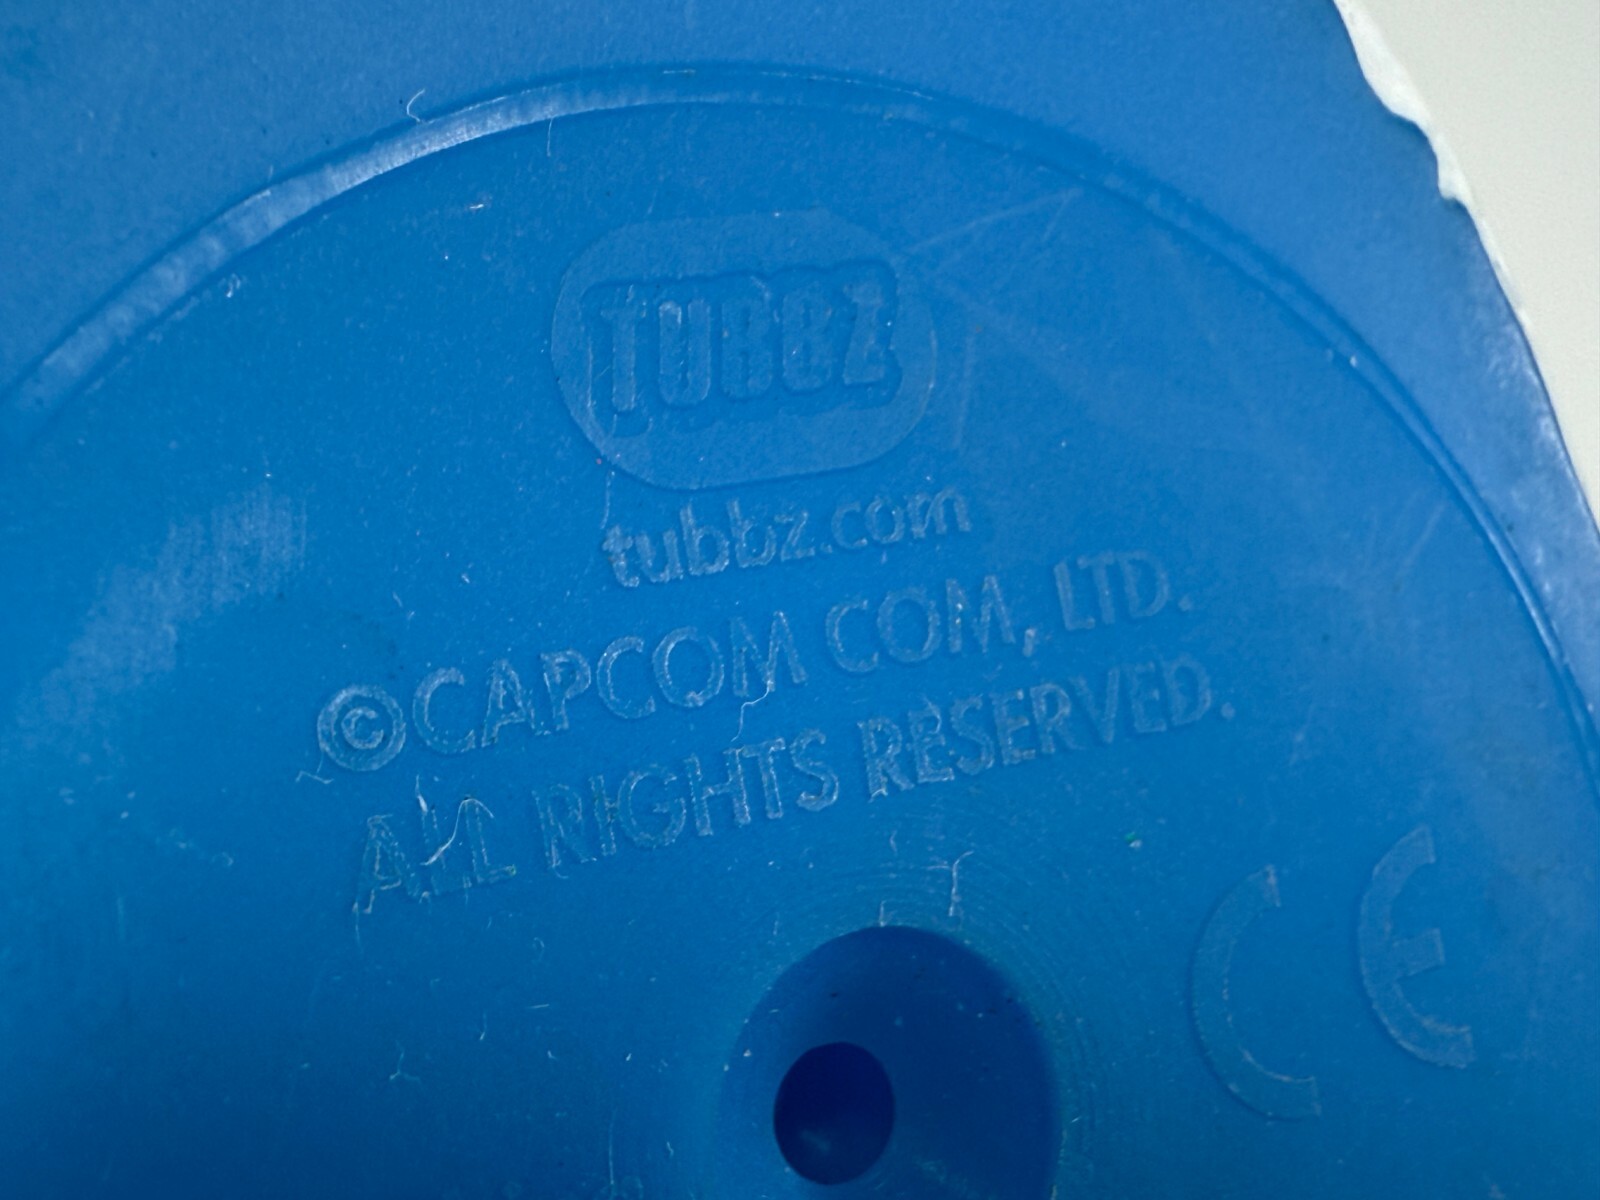 TUBBZ
tubbz.com
©CAPCOM COM, LTD.
ALL RIGHTS RESERVED.
CE